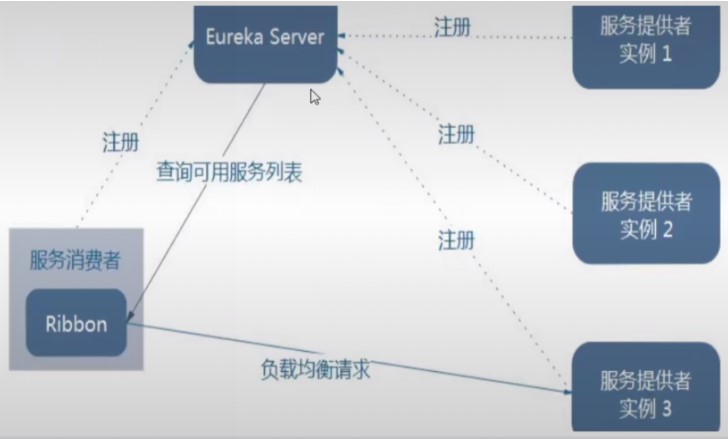 Eureka Server
注册
服务提供者
实例 1
注册
注册
查询可用服务列表
服务提供者
实例 2
注册
服务消费者
Ribbon
负载均衡请求
服务提供者
实例 3